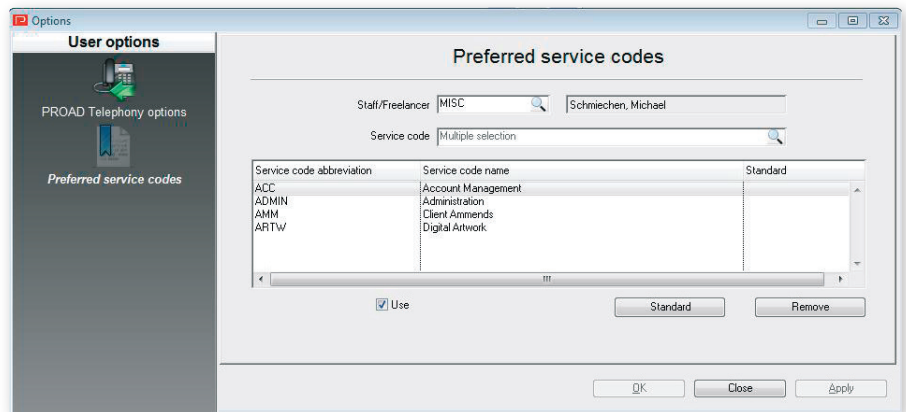 Options
User options
PROAD Telephony options
Preferred service codes
Preferred service codes
Staff/Freelancer MISC Schmiechen, Michael
Service code Multiple selection
Service code abbreviation Service code name Standard
ACC Account Management
ADMIN Administration
AMM Client Ammends
ARTW Digital Artwork
Use Standard Remove
OK Close Apply